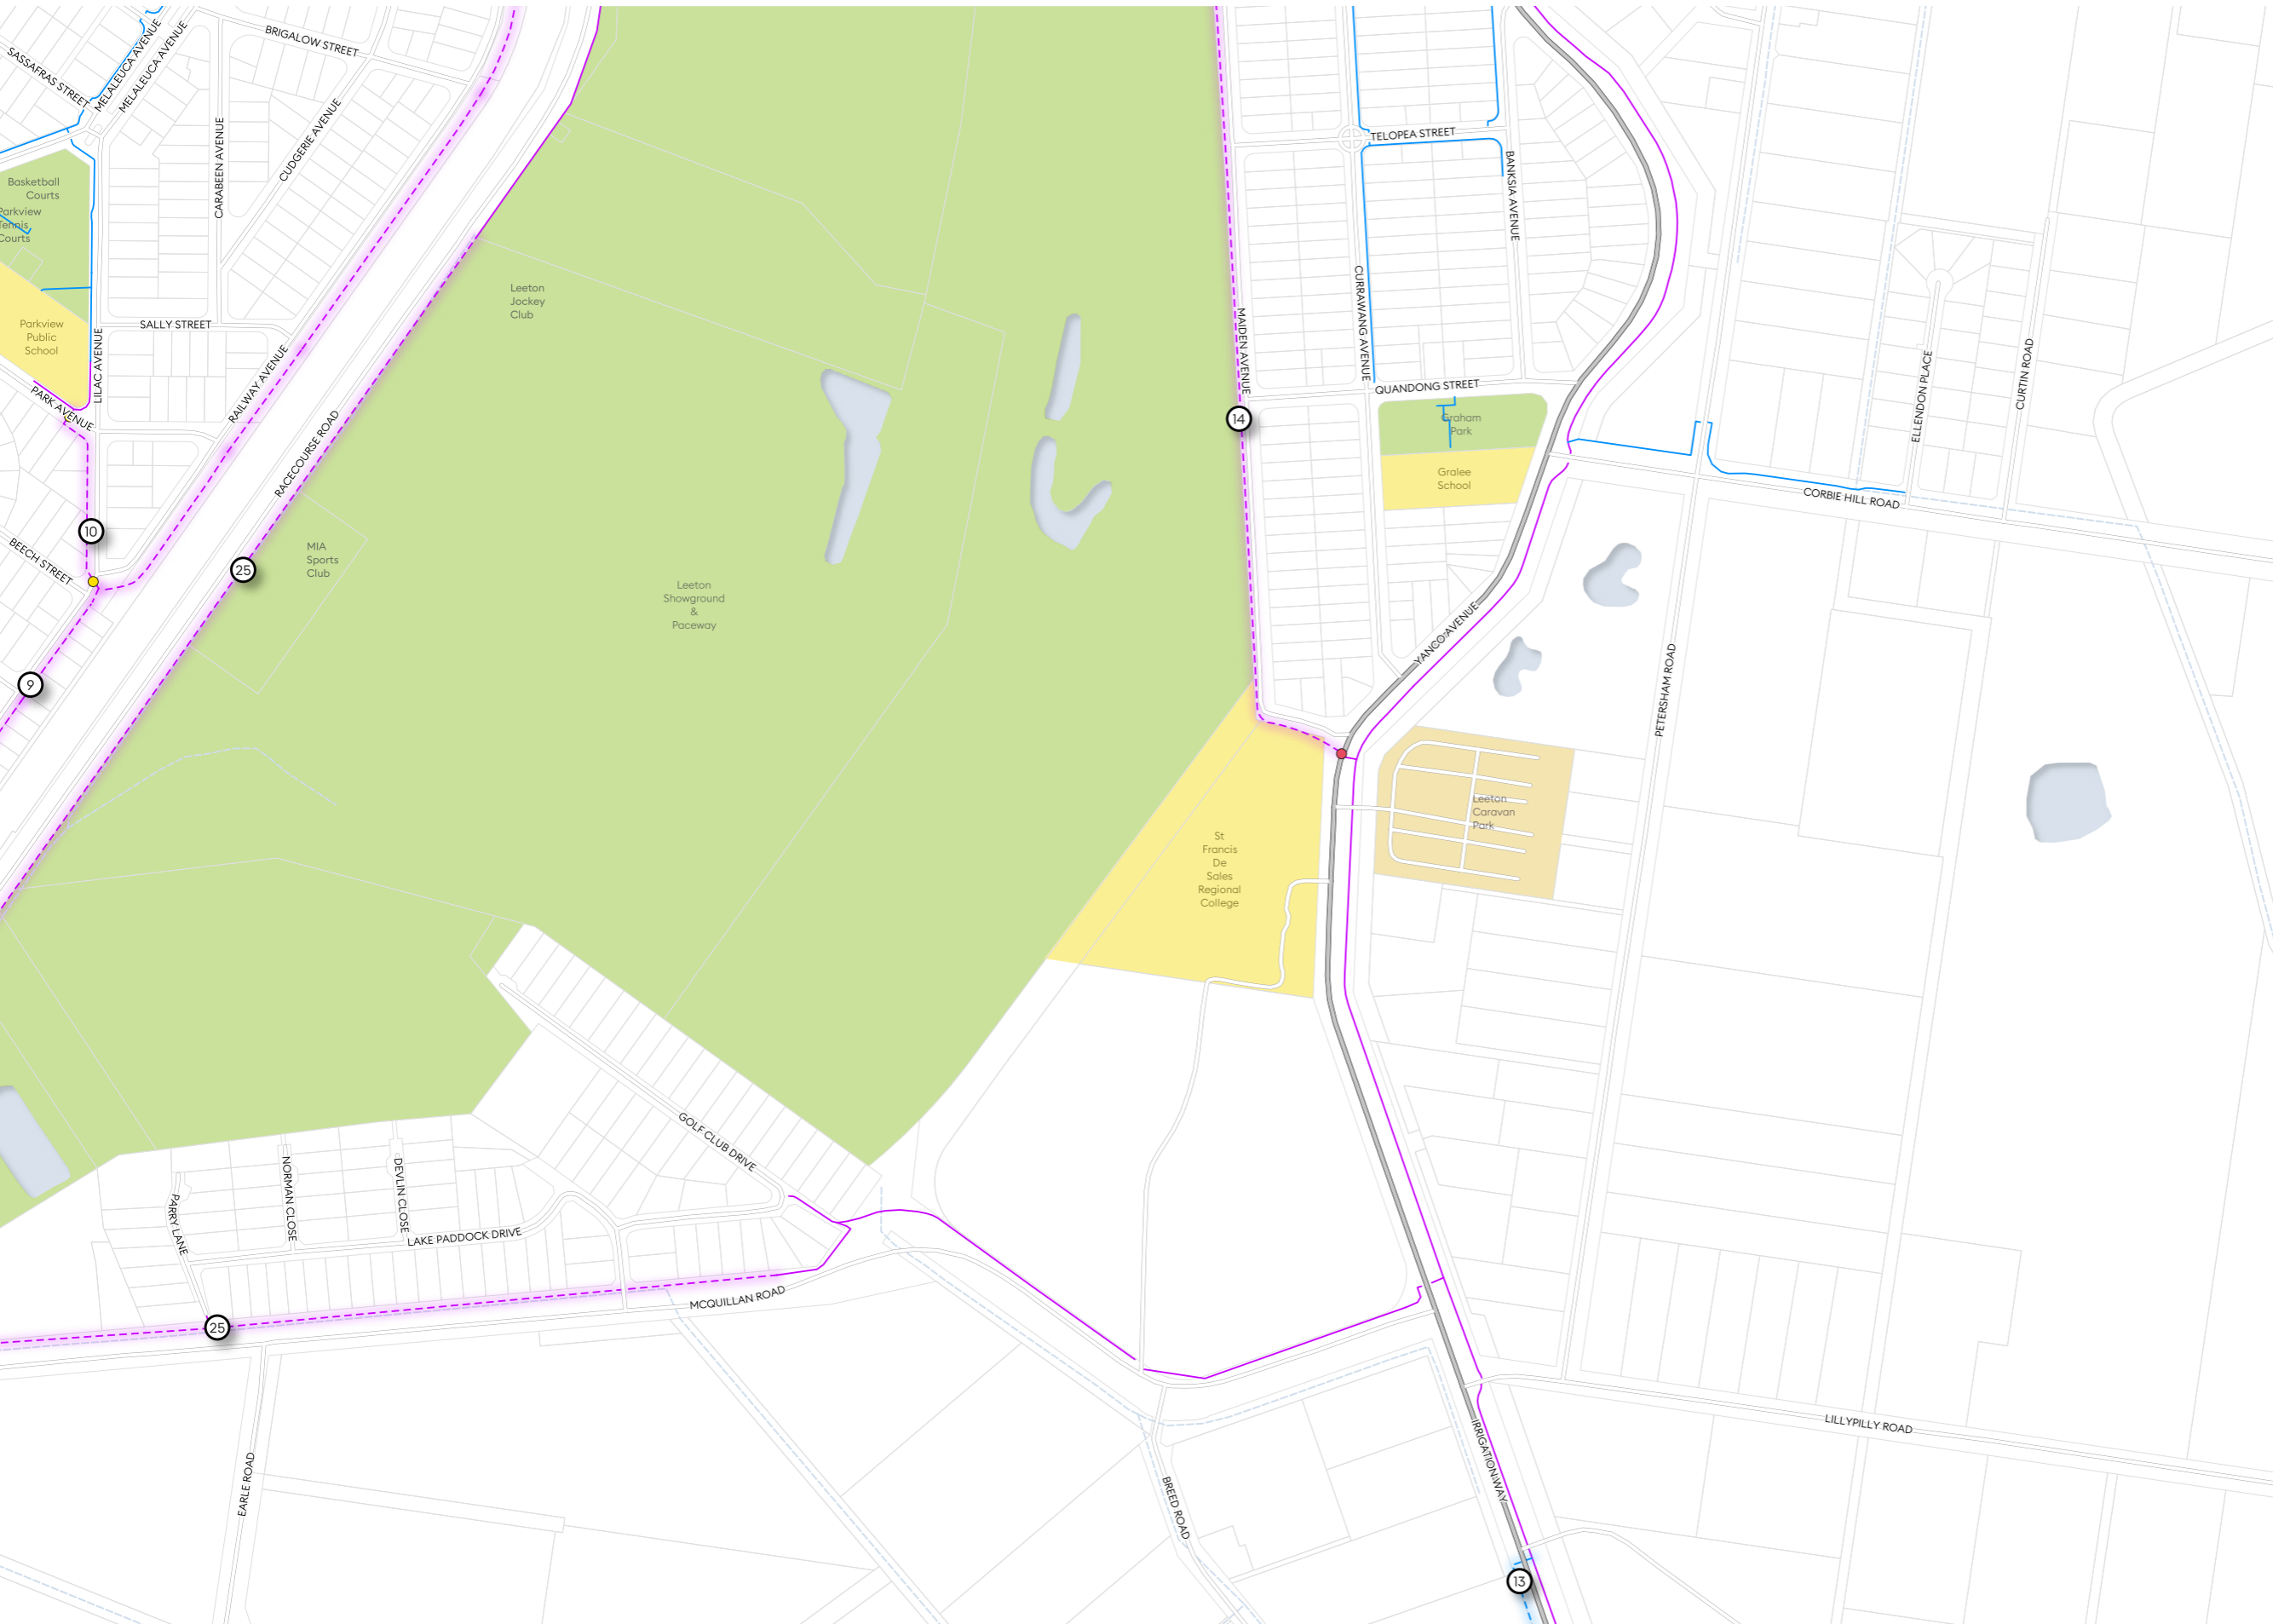 BRIGALOW STREET
SASSAFRAS STREET
MELALEUCA AVENUE
MELALEUCA AVENUE
CARABEEN AVENUE
CUDGERIE AVENUE
Basketball
Courts
Parkview
Tennis
Courts
Parkview
Public
School
SALLY STREET
LILAC AVENUE
PARK AVENUE
RAILWAY AVENUE
RACECOURSE ROAD
BEECH STREET
10
9
25
MIA
Sports
Club
Leeton
Jockey
Club
Leeton
Showground
&
Paceway
TELOPEA STREET
BANKSIA AVENUE
CURRAWANG AVENUE
MAIDEN AVENUE
14
QUANDONG STREET
Graham
Park
Gralee
School
YANCO AVENUE
ELLENDON PLACE
CURTIN ROAD
CORBIE HILL ROAD
PETERSHAM ROAD
Leeton
Caravan
Park
St
Francis
De
Sales
Regional
College
GOLF CLUB DRIVE
NORMAN CLOSE
DEVLIN CLOSE
PARRY LANE
LAKE PADDOCK DRIVE
25
MCQUILLAN ROAD
EARLE ROAD
BREED ROAD
IRRIGATION WAY
LILLYPILLY ROAD
13